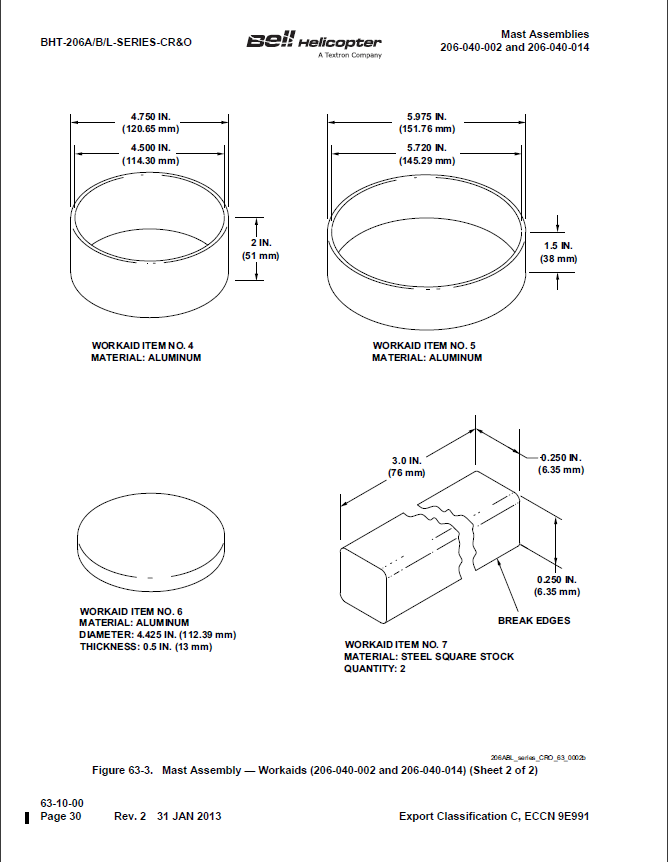 BHT-206A/B/L-SERIES-CR&O
Bell Helicopter
A Textron Company
Mast Assemblies
206-040-002 and 206-040-014
4.750 IN.
(120.65 mm)
4.500 IN.
(114.30 mm)
2 IN.
(51 mm)
WORKAID ITEM NO. 4
MATERIAL: ALUMINUM
5.975 IN.
(151.76 mm)
5.720 IN.
(145.29 mm)
1.5 IN.
(38 mm)
WORKAID ITEM NO. 5
MATERIAL: ALUMINUM
WORKAID ITEM NO. 6
MATERIAL: ALUMINUM
DIAMETER: 4.425 IN. (112.39 mm)
THICKNESS: 0.5 IN. (13 mm)
3.0 IN.
(76 mm)
0.250 IN.
(6.35 mm)
0.250 IN.
(6.35 mm)
BREAK EDGES
WORKAID ITEM NO. 7
MATERIAL: STEEL SQUARE STOCK
QUANTITY: 2
206ABL_series_CRO_63_0002b
Figure 63-3. Mast Assembly — Workaids (206-040-002 and 206-040-014) (Sheet 2 of 2)
63-10-00
Page 30 Rev. 2 31 JAN 2013
Export Classification C, ECCN 9E991